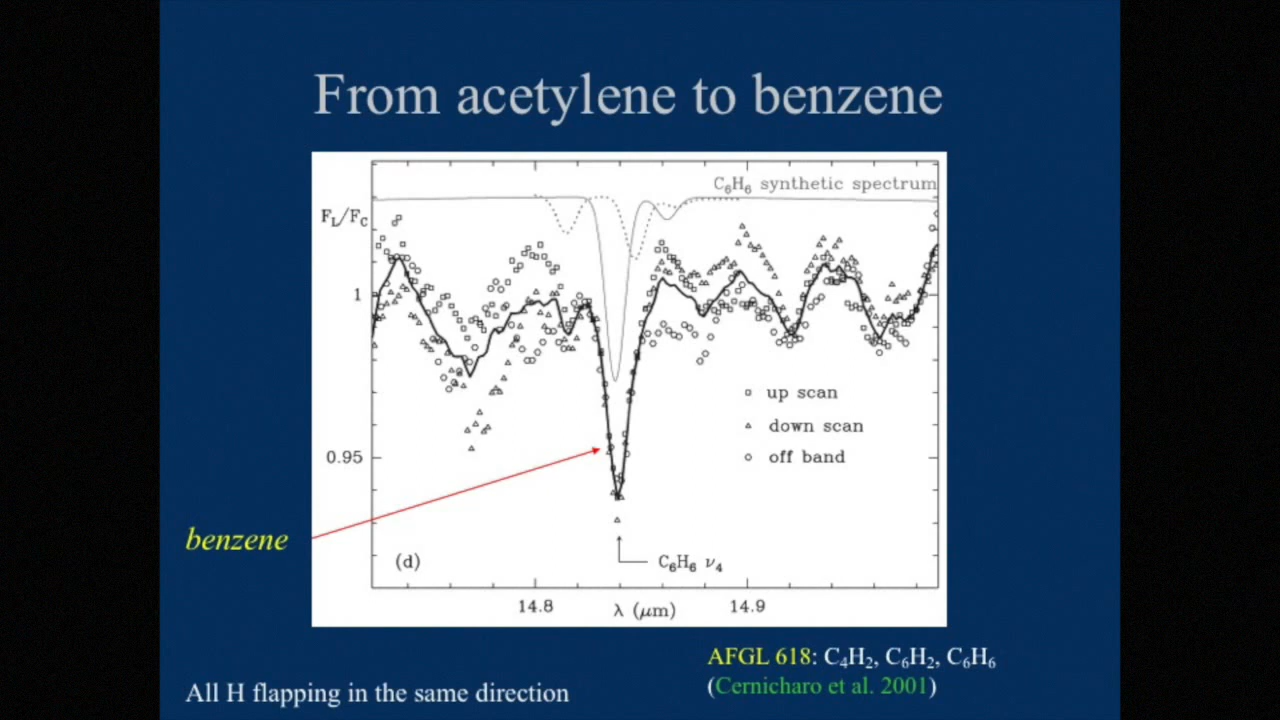 From acetylene to benzene
C₆H₆ synthetic spectrum
F_L/F_C
1
0.95
□ up scan
△ down scan
○ off band
benzene
(d)
C₆H₆ ν₄
14.8
λ (μm)
14.9
AFGL 618: C₄H₂, C₆H₂, C₆H₆
(Cernicharo et al. 2001)
All H flapping in the same direction